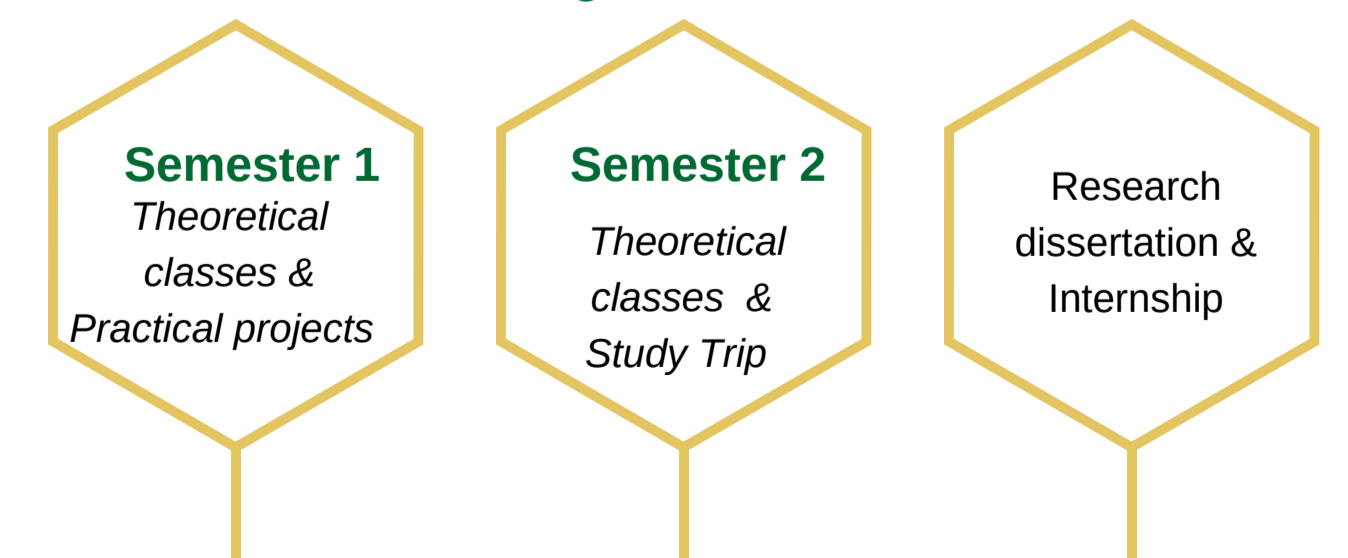 Semester 1
Theoretical
classes &
Practical projects
Semester 2
Theoretical
classes &
Study Trip
Research
dissertation &
Internship